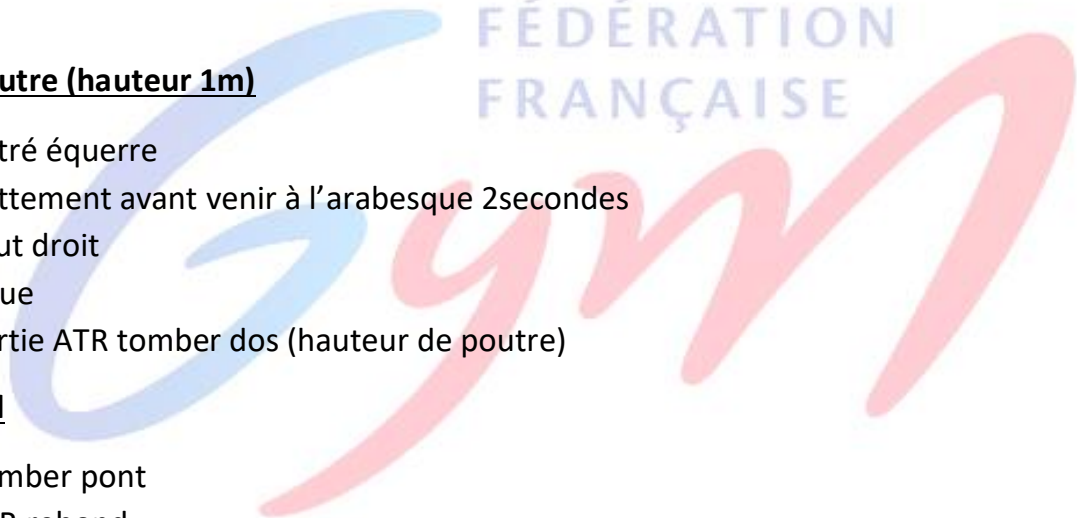 FÉDÉRATION
FRANÇAISE
Gym
utre (hauteur 1m)
tré équerre
ttement avant venir à l’arabesque 2secondes
ut droit
ue
rtie ATR tomber dos (hauteur de poutre)
l
mber pont